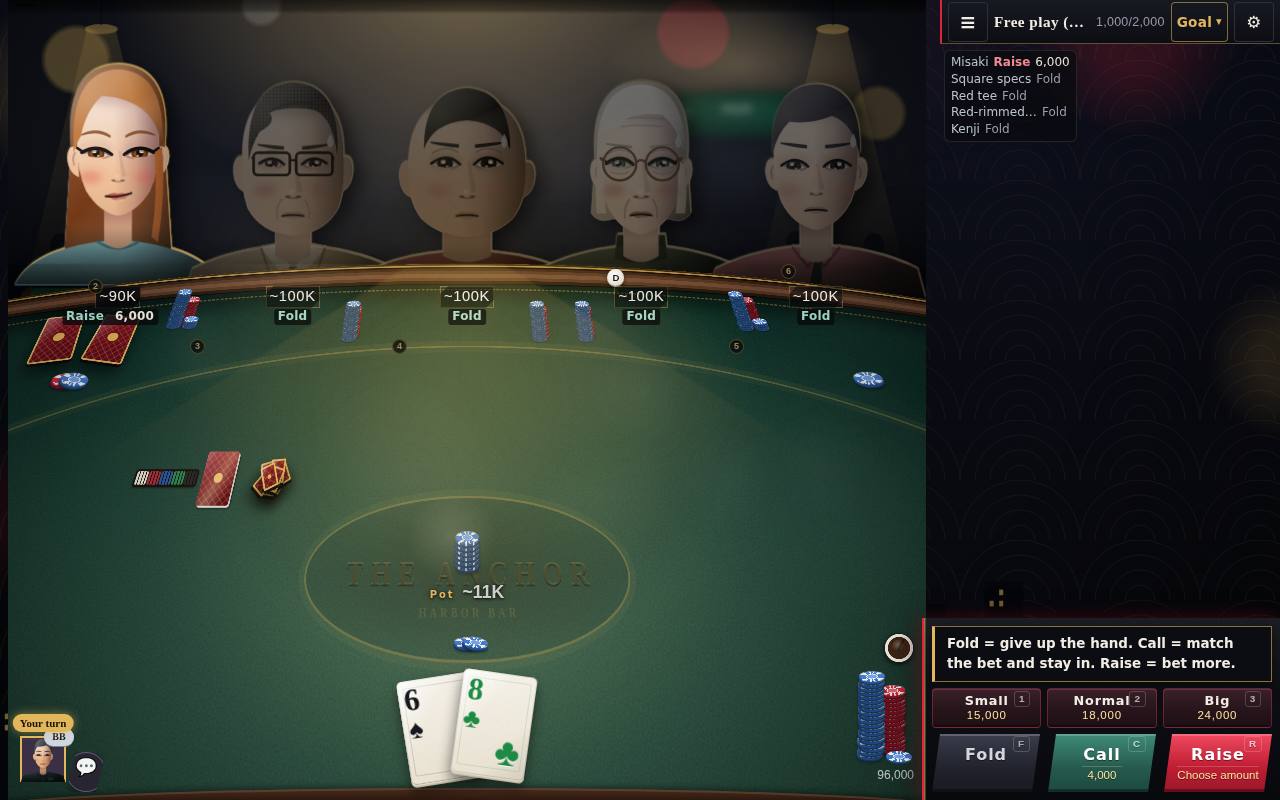 Free play (...
1,000/2,000
Goal ▾
Misaki Raise 6,000
Square specs Fold
Red tee Fold
Red-rimmed... Fold
Kenji Fold
D
6
2
~90K
~100K
~100K
~100K
~100K
Raise 6,000
Fold
Fold
Fold
Fold
3
4
5
THE ANCHOR
Pot ~11K
HARBOR BAR
6
8
Your turn
BB
96,000
Fold = give up the hand. Call = match
the bet and stay in. Raise = bet more.
Small 1
15,000
Normal 2
18,000
Big 3
24,000
Fold F
Call C
4,000
Raise R
Choose amount